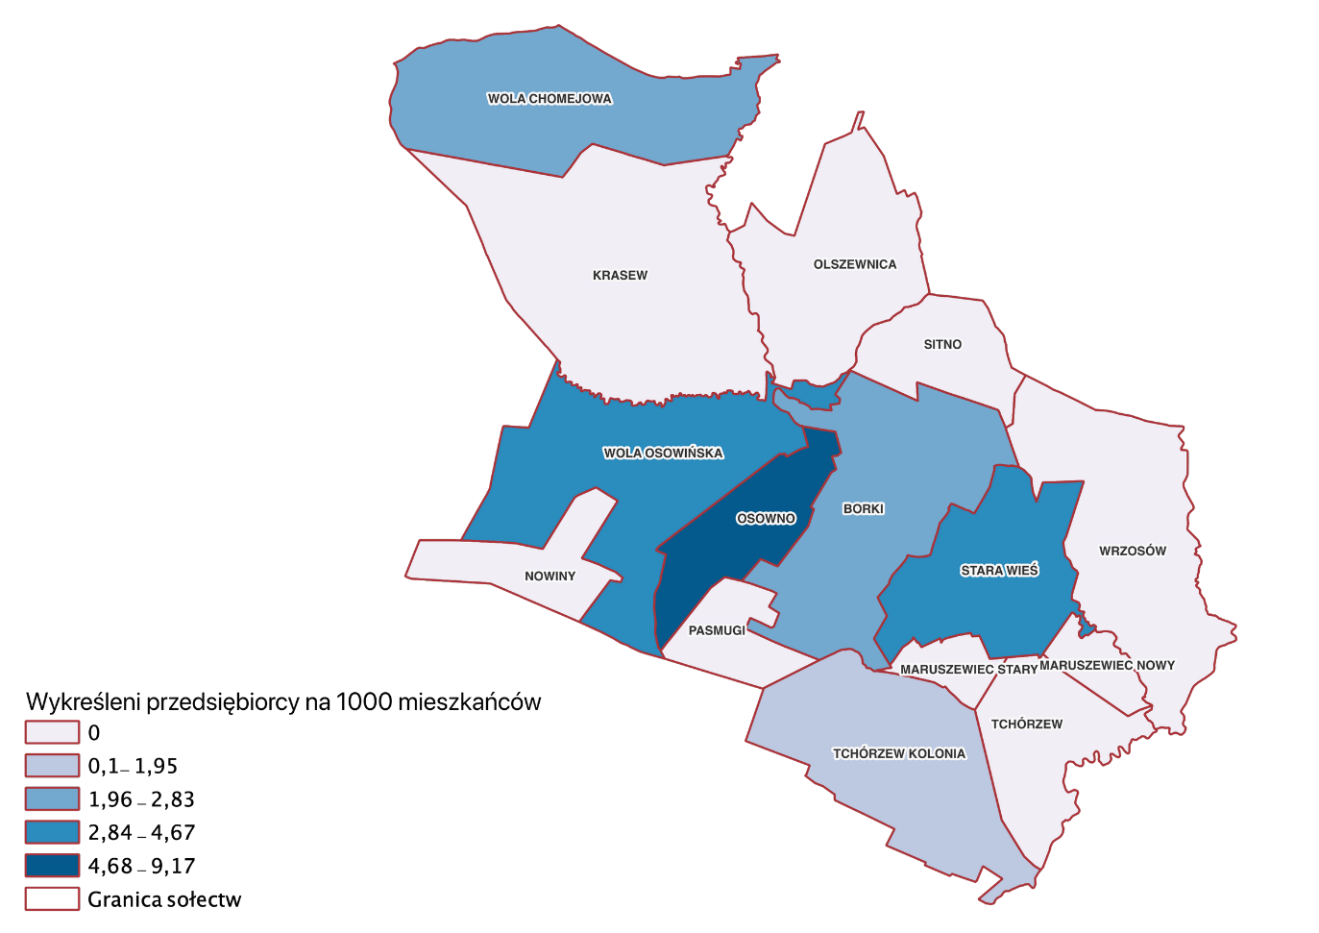 WOLA CHOMEJOWA
OLSZEWNICA
KRASEW
SITNO
WOLA OSOWIŃSKA
BORKI
OSOWNO
WRZOSÓW
STARA WIEŚ
NOWINY
PASMUGI
MARUSZEWIEC STARY
MARUSZEWIEC NOWY
TCHÓRZEW
TCHÓRZEW KOLONIA
Wykreśleni przedsiębiorcy na 1000 mieszkańców
0
0,1– 1,95
1,96 – 2,83
2,84 – 4,67
4,68 – 9,17
Granica sołectw